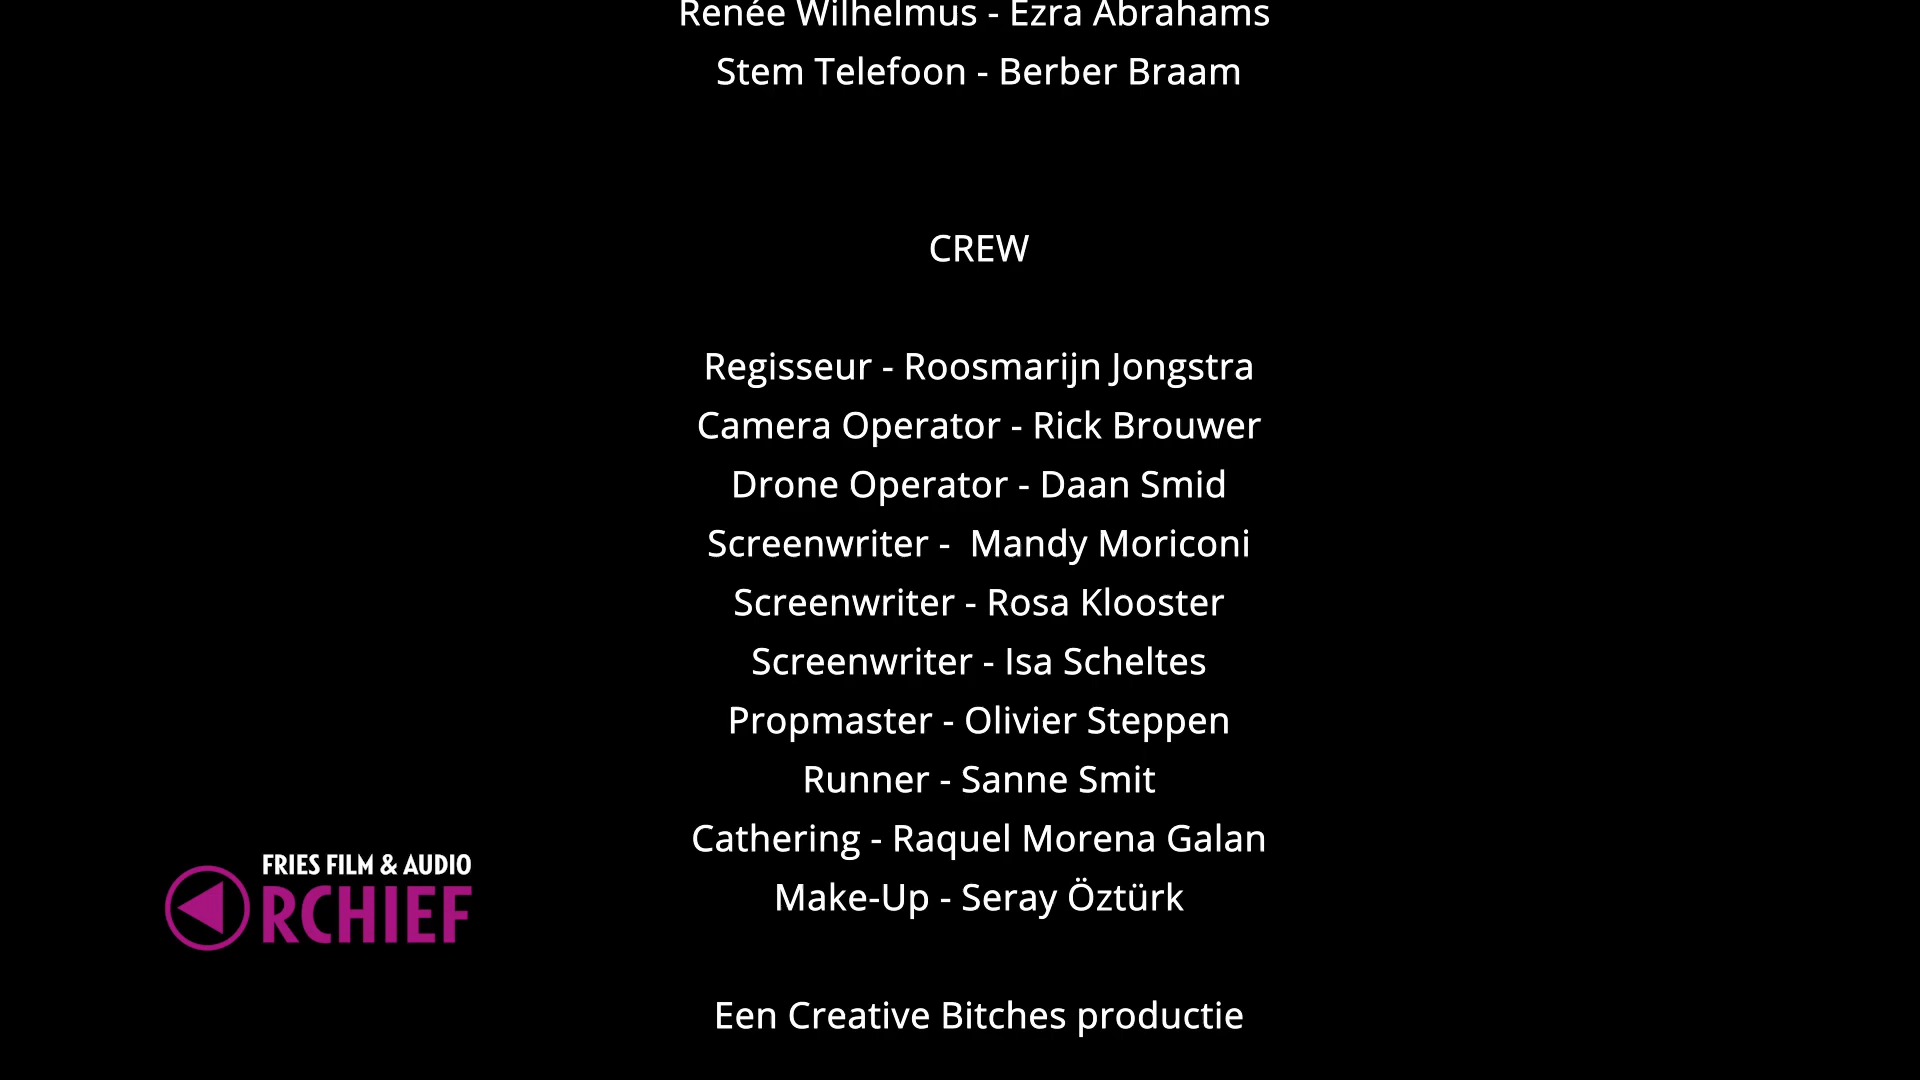 Renée Wilhelmus - Ezra Abrahams
Stem Telefoon - Berber Braam
CREW
Regisseur - Roosmarijn Jongstra
Camera Operator - Rick Brouwer
Drone Operator - Daan Smid
Screenwriter -  Mandy Moriconi
Screenwriter - Rosa Klooster
Screenwriter - Isa Scheltes
Propmaster - Olivier Steppen
Runner - Sanne Smit
Cathering - Raquel Morena Galan
Make-Up - Seray Öztürk
Een Creative Bitches productie
FRIES FILM & AUDIO
RCHIEF